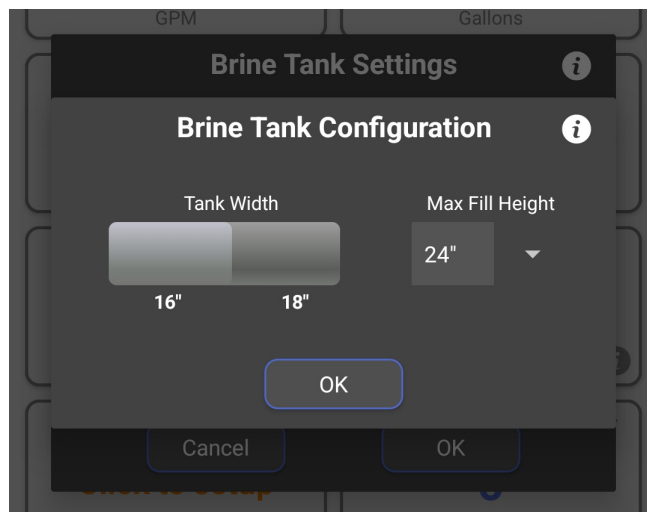 GPM
Gallons
Brine Tank Settings
i
Brine Tank Configuration
i
Tank Width
Max Fill Height
24"
16"
18"
OK
Cancel
OK